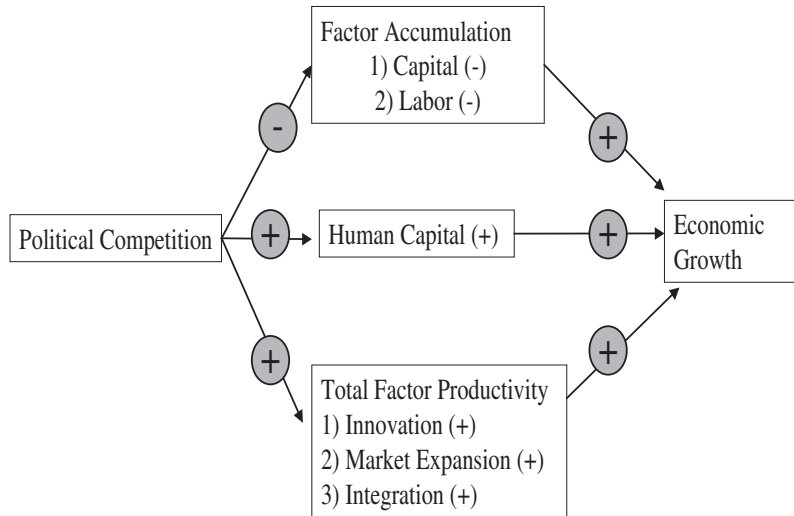 Factor Accumulation
1) Capital (-)
2) Labor (-)
-
+
Political Competition
+
Human Capital (+)
+
Economic
Growth
+
+
Total Factor Productivity
1) Innovation (+)
2) Market Expansion (+)
3) Integration (+)